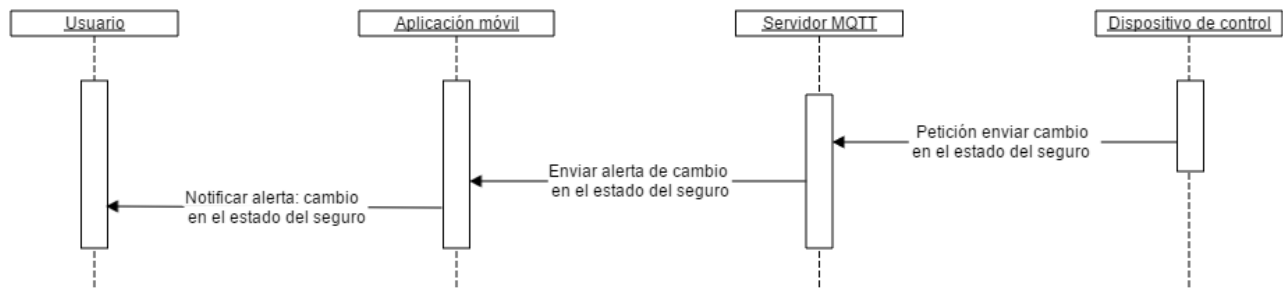 Usuario
Aplicación móvil
Servidor MQTT
Dispositivo de control
Petición enviar cambio
en el estado del seguro
Enviar alerta de cambio
en el estado del seguro
Notificar alerta: cambio
en el estado del seguro